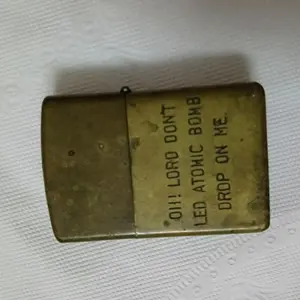 OH! LORD DON'T
LED ATOMIC BOMB
DROP ON ME.